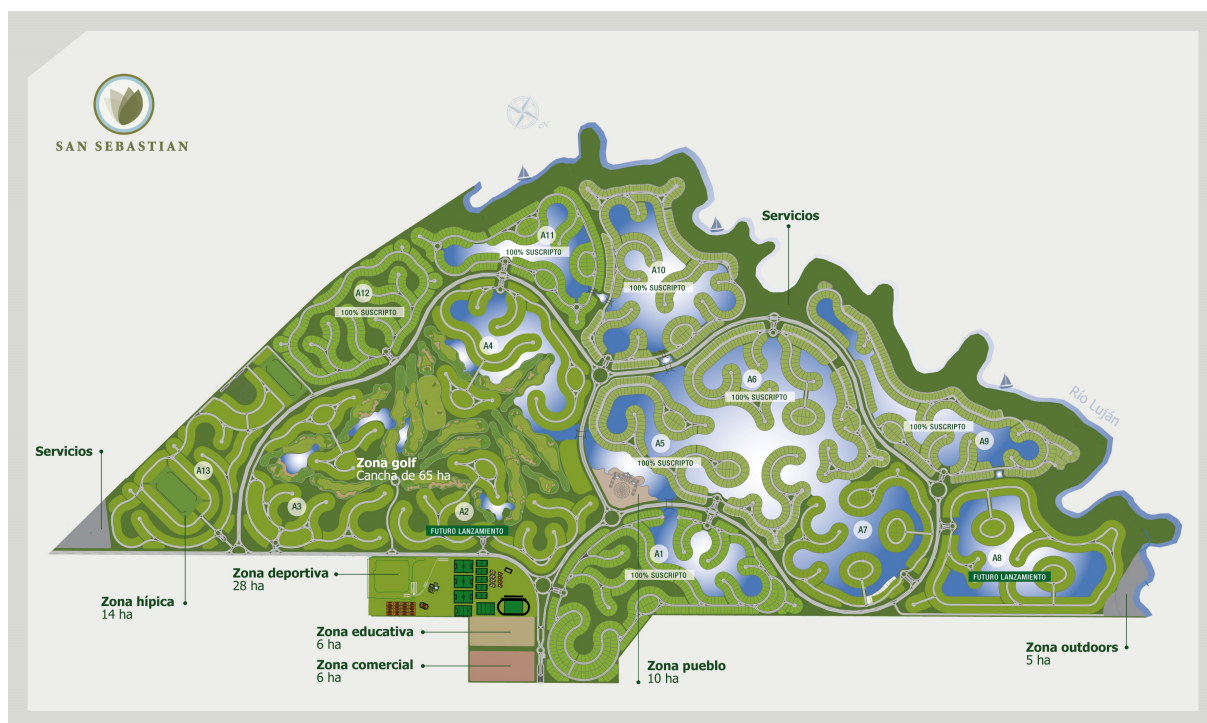 SAN SEBASTIAN
Servicios
A11
100% SUSCRIPTO
A10
100% SUSCRIPTO
A12
100% SUSCRIPTO
A4
A6
100% SUSCRIPTO
Río Luján
A5
100% SUSCRIPTO
100% SUSCRIPTO
A9
Servicios
A13
Zona golf
Cancha de 65 ha
A3
A2
FUTURO LANZAMIENTO
A7
A1
100% SUSCRIPTO
A8
FUTURO LANZAMIENTO
Zona deportiva
28 ha
Zona hípica
14 ha
Zona educativa
6 ha
Zona comercial
6 ha
Zona pueblo
10 ha
Zona outdoors
5 ha